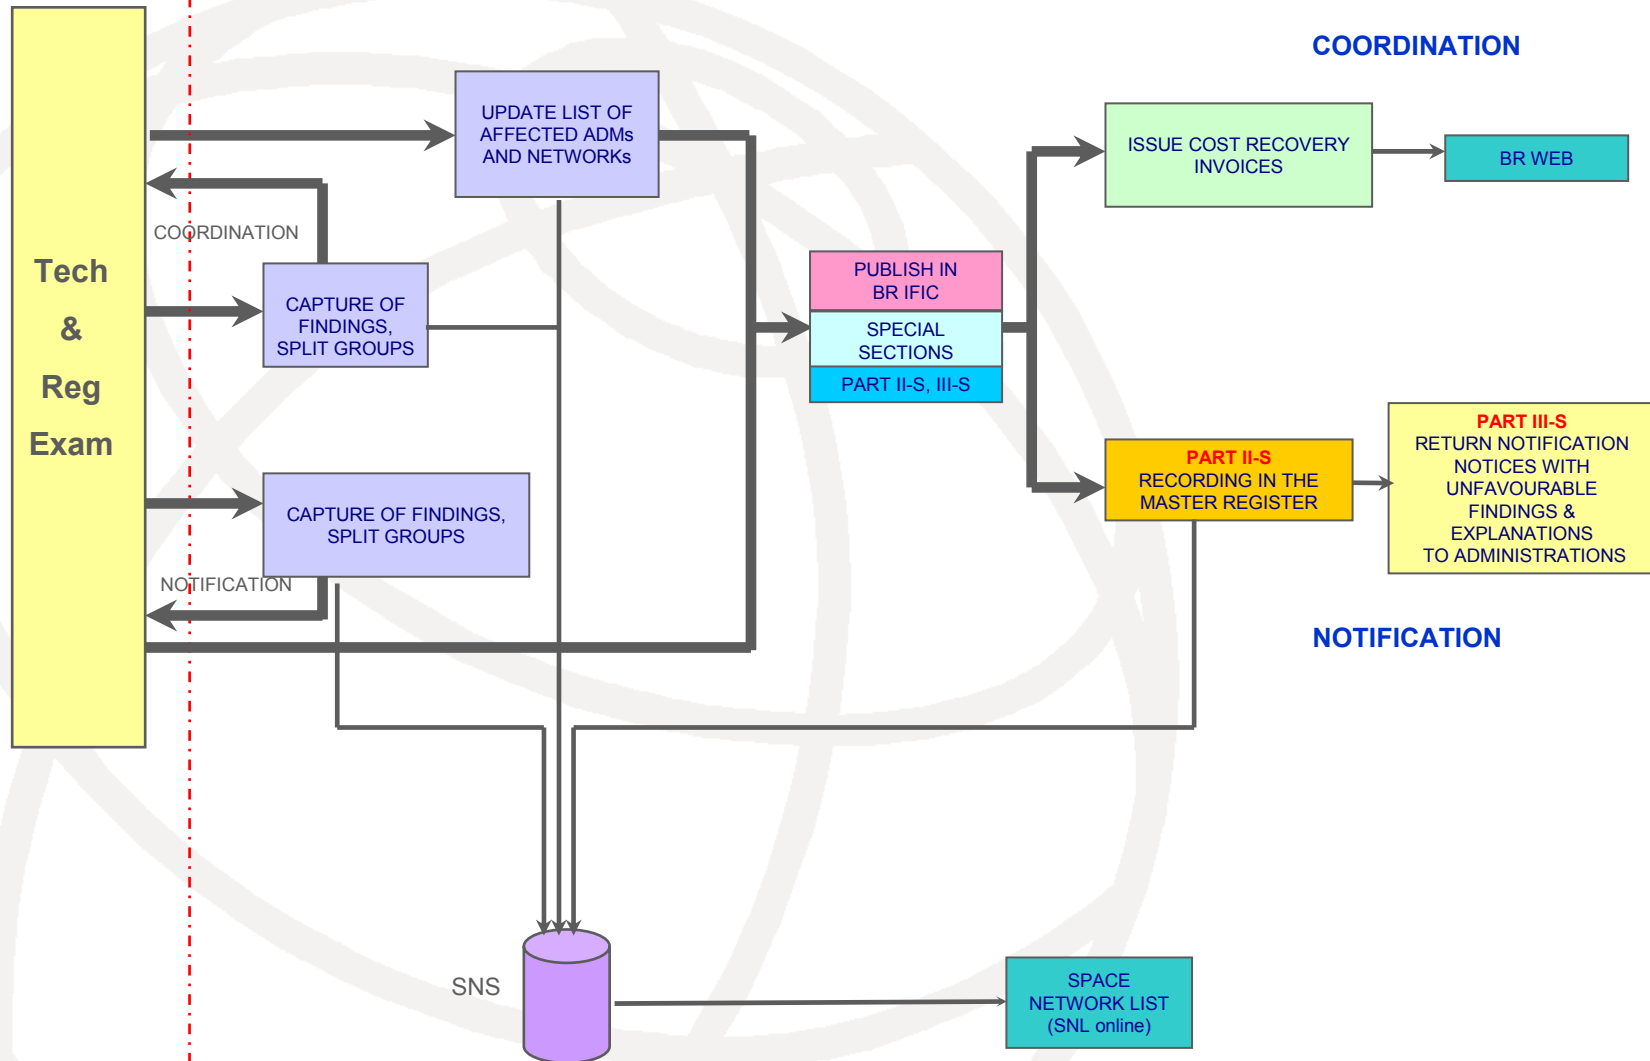 COORDINATION
UPDATE LIST OF
AFFECTED ADMs
AND NETWORKs
ISSUE COST RECOVERY
INVOICES
BR WEB
COORDINATION
Tech
&
Reg
Exam
CAPTURE OF
FINDINGS,
SPLIT GROUPS
PUBLISH IN
BR IFIC
SPECIAL
SECTIONS
PART II-S, III-S
PART II-S
RECORDING IN THE
MASTER REGISTER
PART III-S
RETURN NOTIFICATION
NOTICES WITH
UNFAVOURABLE
FINDINGS &
EXPLANATIONS
TO ADMINISTRATIONS
CAPTURE OF FINDINGS,
SPLIT GROUPS
NOTIFICATION
NOTIFICATION
SNS
SPACE
NETWORK LIST
(SNL online)